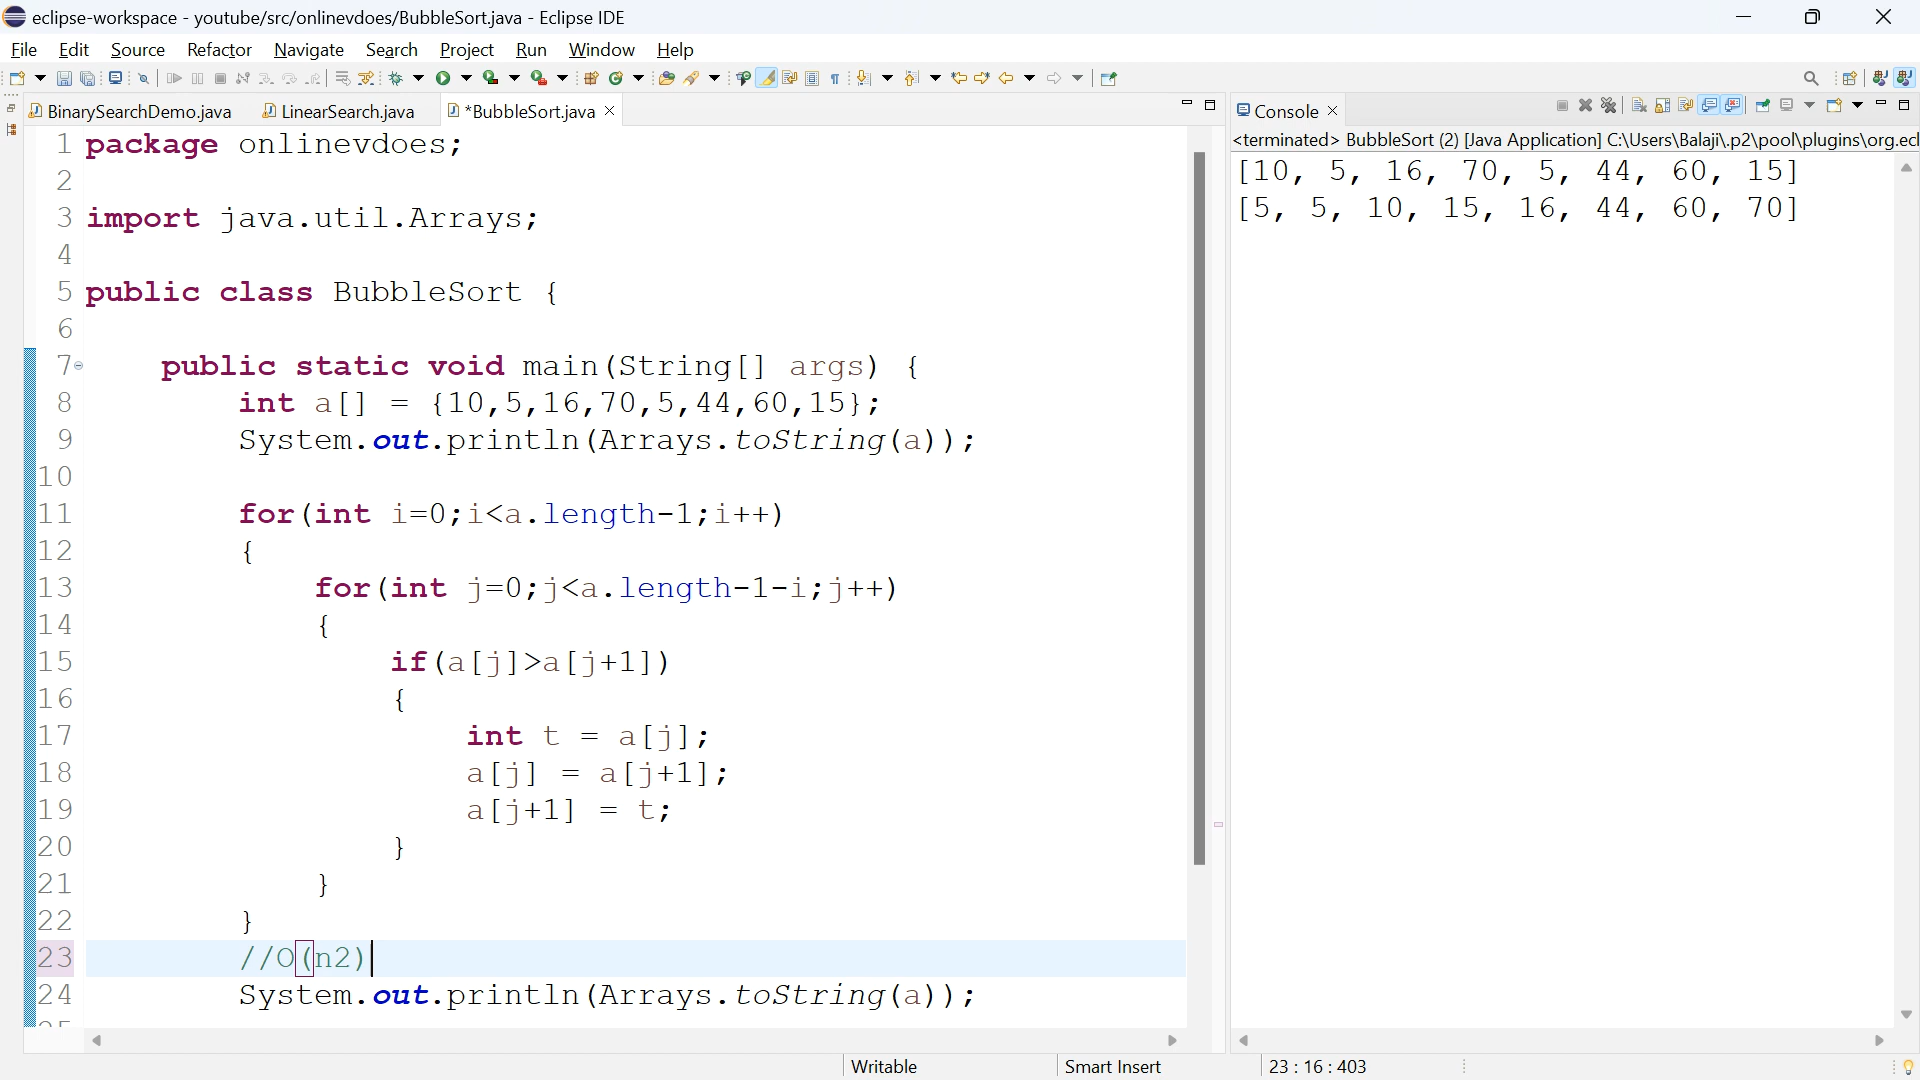 eclipse-workspace - youtube/src/onlinevdoes/BubbleSort.java - Eclipse IDE
File Edit Source Refactor Navigate Search Project Run Window Help
BinarySearchDemo.java LinearSearch.java *BubbleSort.java Console
<terminated> BubbleSort (2) [Java Application] C:\Users\Balaji\.p2\pool\plugins\org.ecl
1 package onlinevdoes;
2
3 import java.util.Arrays;
4
5 public class BubbleSort {
6
7 public static void main(String[] args) {
8 int a[] = {10,5,16,70,5,44,60,15};
9 System.out.println(Arrays.toString(a));
10
11 for(int i=0;i<a.length-1;i++)
12 {
13 for(int j=0;j<a.length-1-i;j++)
14 {
15 if(a[j]>a[j+1])
16 {
17 int t = a[j];
18 a[j] = a[j+1];
19 a[j+1] = t;
20 }
21 }
22 }
23 //O(n2)
24 System.out.println(Arrays.toString(a));
[10, 5, 16, 70, 5, 44, 60, 15]
[5, 5, 10, 15, 16, 44, 60, 70]
Writable Smart Insert 23 : 16 : 403